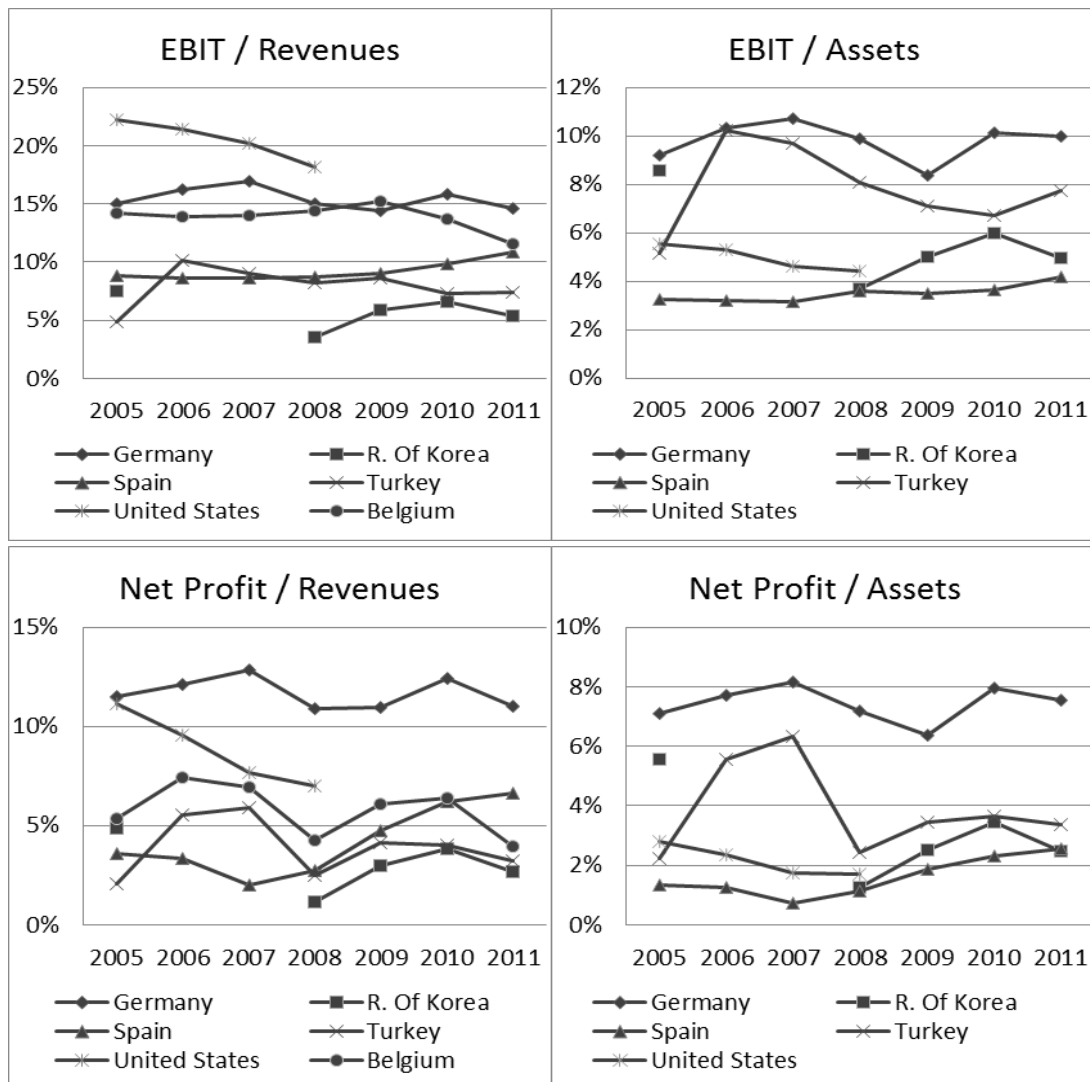 EBIT / Revenues
25%
20%
15%
10%
5%
0%
2005 2006 2007 2008 2009 2010 2011
Germany R. Of Korea
Spain Turkey
United States Belgium
EBIT / Assets
12%
10%
8%
6%
4%
2%
0%
2005 2006 2007 2008 2009 2010 2011
Germany R. Of Korea
Spain Turkey
United States
Net Profit / Revenues
15%
10%
5%
0%
2005 2006 2007 2008 2009 2010 2011
Germany R. Of Korea
Spain Turkey
United States Belgium
Net Profit / Assets
10%
8%
6%
4%
2%
0%
2005 2006 2007 2008 2009 2010 2011
Germany R. Of Korea
Spain Turkey
United States